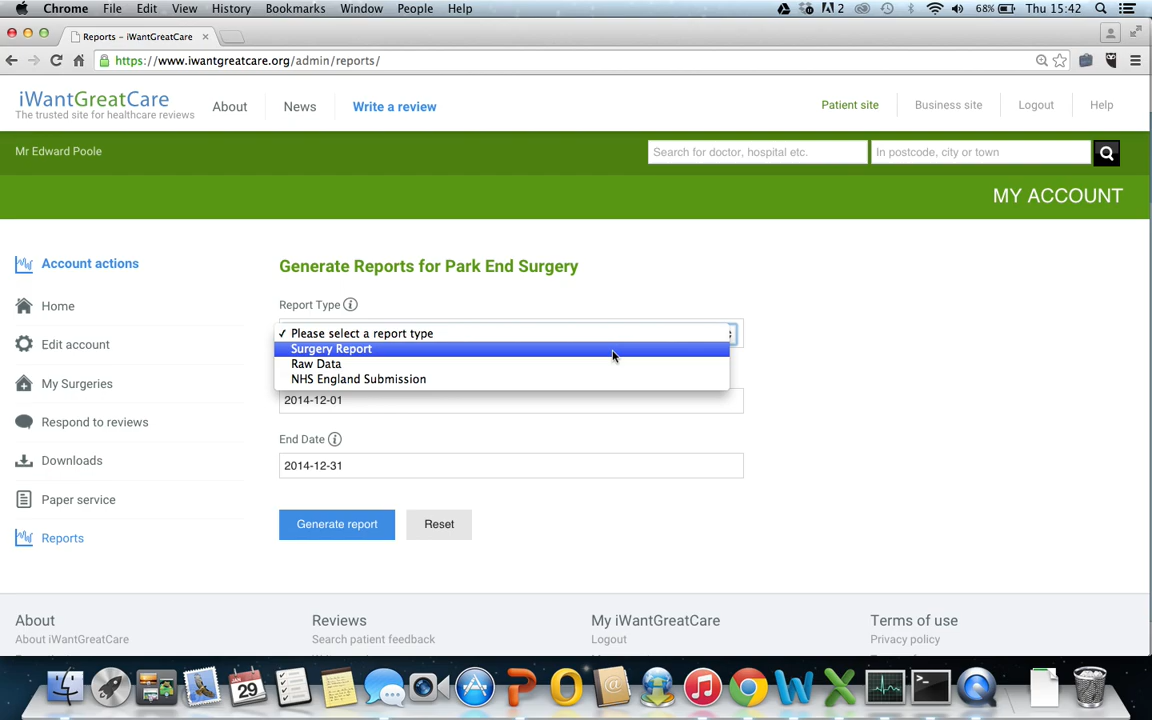 Chrome File Edit View History Bookmarks Window People Help 2 68% Thu 15:42
Reports – iWantGreatCare
https://www.iwantgreatcare.org/admin/reports/
iWantGreatCare
The trusted site for healthcare reviews
About News Write a review Patient site Business site Logout Help
Mr Edward Poole Search for doctor, hospital etc. In postcode, city or town
MY ACCOUNT
Account actions
Home
Edit account
My Surgeries
Respond to reviews
Downloads
Paper service
Reports
Generate Reports for Park End Surgery
Report Type
✓ Please select a report type
Surgery Report
Raw Data
NHS England Submission
2014-12-01
End Date
2014-12-31
Generate report Reset
About Reviews My iWantGreatCare Terms of use
About iWantGreatCare Search patient feedback Logout Privacy policy